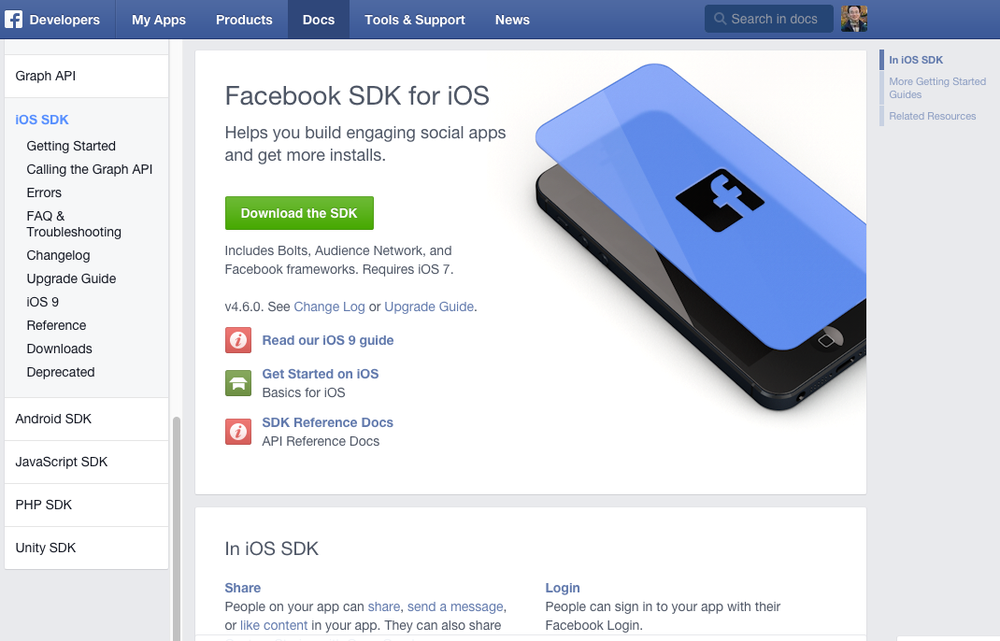 Developers
My Apps
Products
Docs
Tools & Support
News
Search in docs
Graph API
iOS SDK
Getting Started
Calling the Graph API
Errors
FAQ &
Troubleshooting
Changelog
Upgrade Guide
iOS 9
Reference
Downloads
Deprecated
Android SDK
JavaScript SDK
PHP SDK
Unity SDK
Facebook SDK for iOS
Helps you build engaging social apps
and get more installs.
Download the SDK
Includes Bolts, Audience Network, and
Facebook frameworks. Requires iOS 7.
v4.6.0. See Change Log or Upgrade Guide.
Read our iOS 9 guide
Get Started on iOS
Basics for iOS
SDK Reference Docs
API Reference Docs
In iOS SDK
Share
People on your app can share, send a message,
or like content in your app. They can also share
Login
People can sign in to your app with their
Facebook Login.
In iOS SDK
More Getting Started
Guides
Related Resources